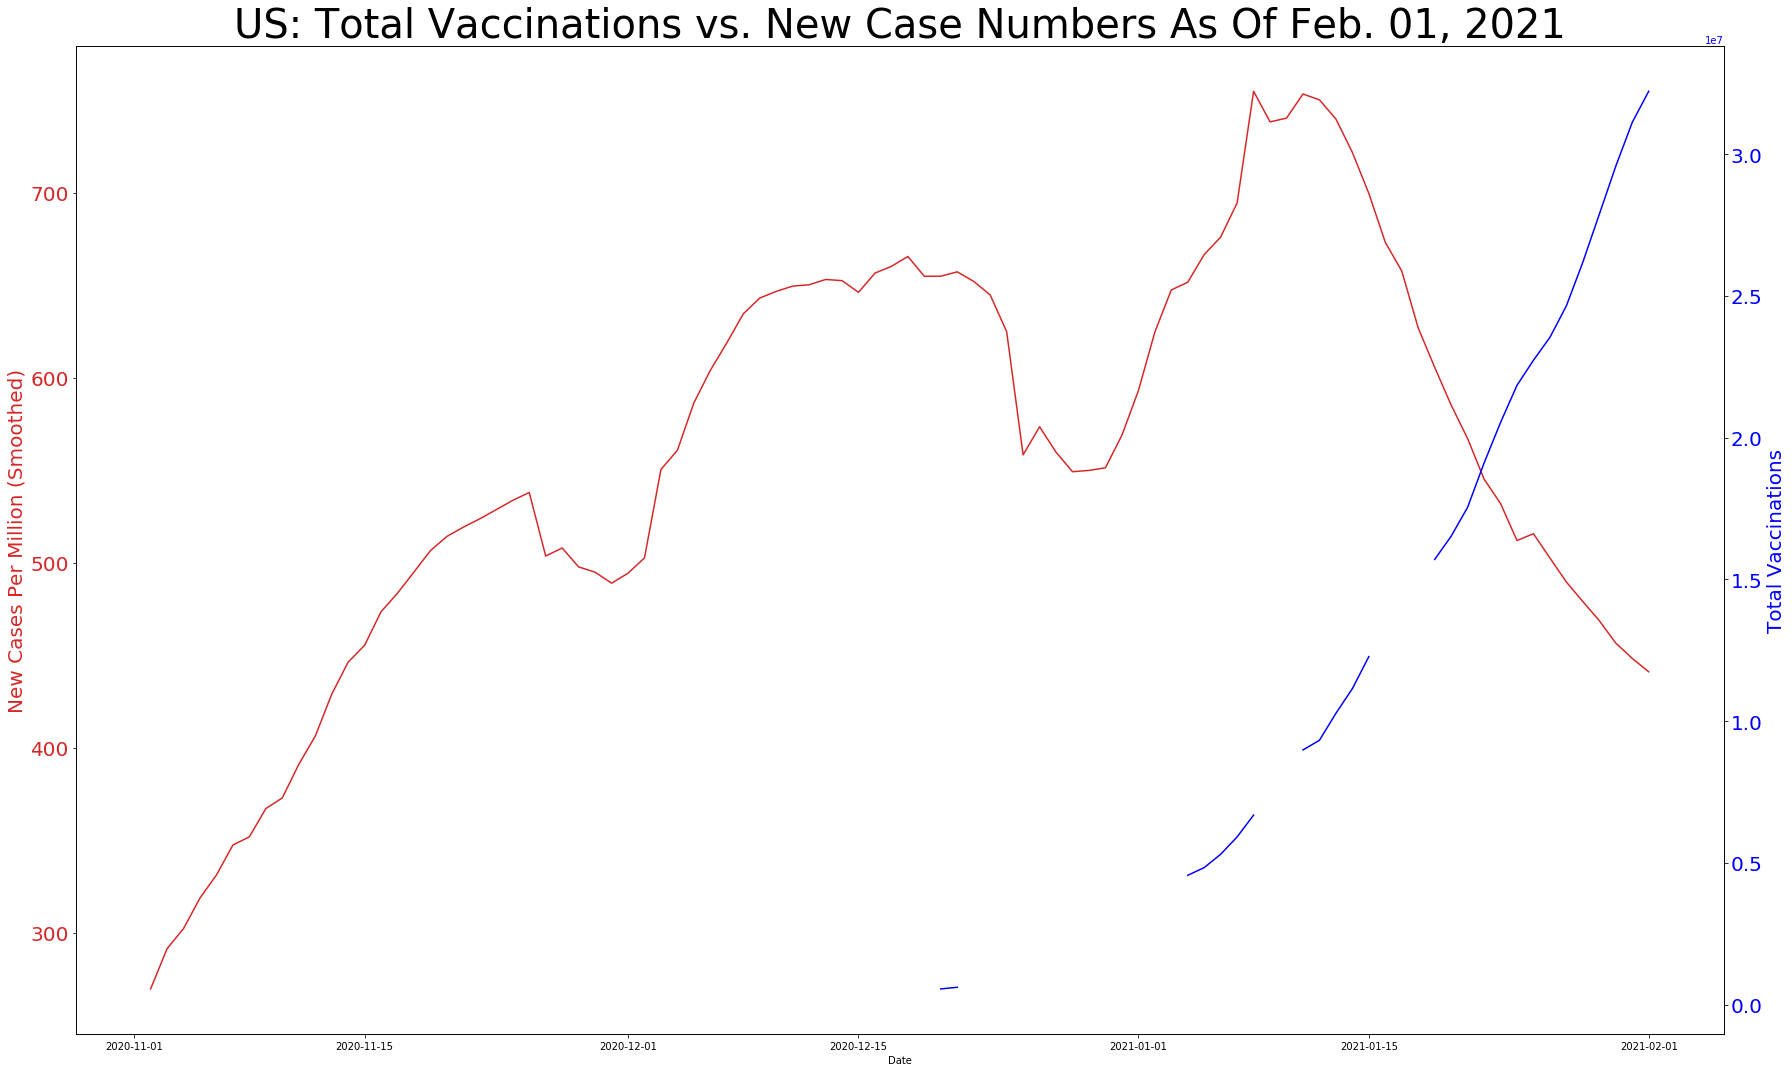 US: Total Vaccinations vs. New Case Numbers As Of Feb. 01, 2021
1e7
New Cases Per Million (Smoothed)
700
600
500
400
300
3.0
2.5
2.0
1.5
1.0
0.5
0.0
Total Vaccinations
2020-11-01 2020-11-15 2020-12-01 2020-12-15 2021-01-01 2021-01-15 2021-02-01
Date